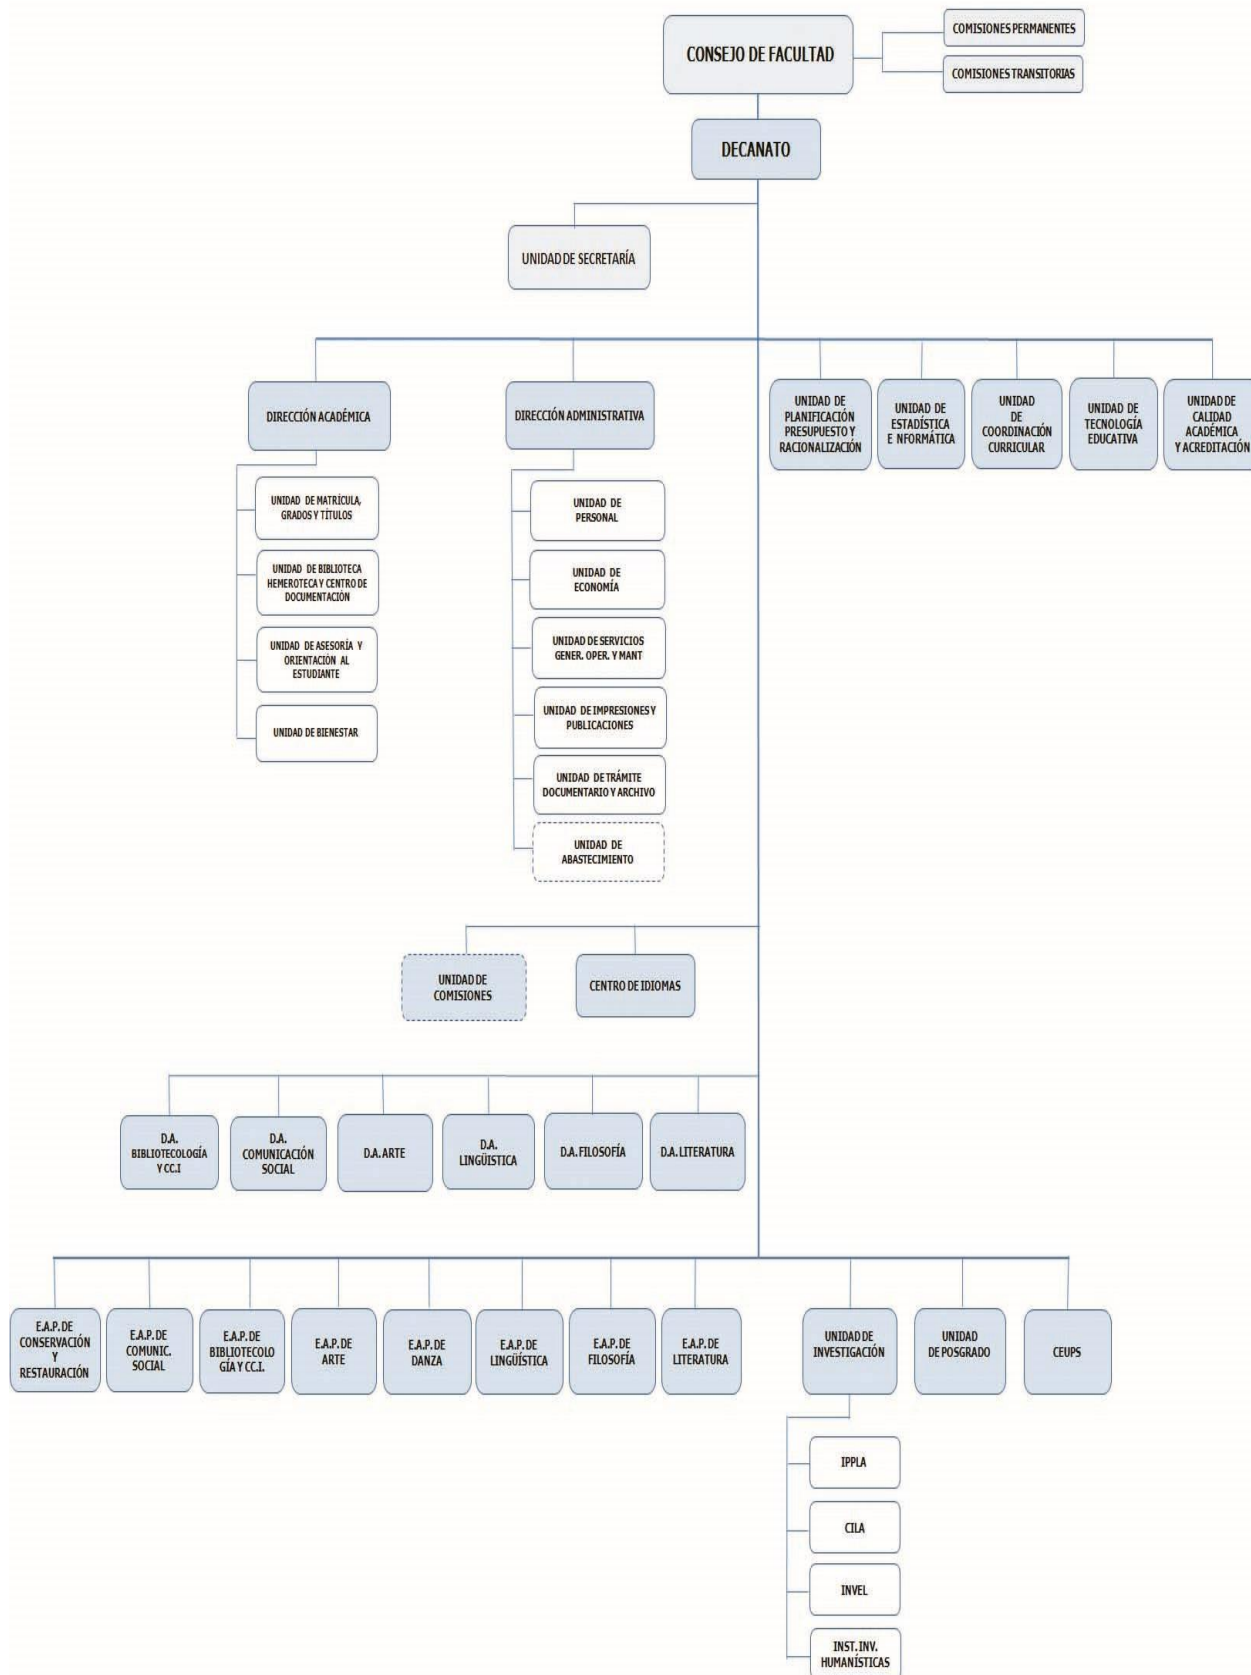 CONSEJO DE FACULTAD
COMISIONES PERMANENTES
COMISIONES TRANSITORIAS
DECANATO
UNIDAD DE SECRETARÍA
DIRECCIÓN ACADÉMICA
DIRECCIÓN ADMINISTRATIVA
UNIDAD DE
PLANIFICACIÓN
PRESUPUESTO Y
RACIONALIZACIÓN
UNIDAD DE
ESTADÍSTICA
E NFORMÁTICA
UNIDAD
DE
COORDINACIÓN
CURRICULAR
UNIDAD DE
TECNOLOGÍA
EDUCATIVA
UNIDAD DE
CALIDAD
ACADÉMICA
Y ACREDITACIÓN
UNIDAD DE MATRÍCULA,
GRADOS Y TÍTULOS
UNIDAD DE BIBLIOTECA
HEMEROTECA Y CENTRO DE
DOCUMENTACIÓN
UNIDAD DE ASESORÍA Y
ORIENTACIÓN AL
ESTUDIANTE
UNIDAD DE BIENESTAR
UNIDAD DE
PERSONAL
UNIDAD DE
ECONOMÍA
UNIDAD DE SERVICIOS
GENER. OPER. Y MANT
UNIDAD DE IMPRESIONES Y
PUBLICACIONES
UNIDAD DE TRÁMITE
DOCUMENTARIO Y ARCHIVO
UNIDAD DE
ABASTECIMIENTO
UNIDAD DE
COMISIONES
CENTRO DE IDIOMAS
D.A.
BIBLIOTECOLOGÍA
Y CC.I
D.A.
COMUNICACIÓN
SOCIAL
D.A. ARTE
D.A.
LINGÜISTICA
D.A. FILOSOFÍA
D.A. LITERATURA
E.A.P. DE
CONSERVACIÓN
Y
RESTAURACIÓN
E.A.P. DE
COMUNIC.
SOCIAL
E.A.P. DE
BIBLIOTECOLO
GÍA Y CC.I.
E.A.P. DE
ARTE
E.A.P. DE
DANZA
E.A.P. DE
LINGÜÍSTICA
E.A.P. DE
FILOSOFÍA
E.A.P. DE
LITERATURA
UNIDAD DE
INVESTIGACIÓN
UNIDAD
DE POSGRADO
CEUPS
IPPLA
CILA
INVEL
INST. INV.
HUMANÍSTICAS